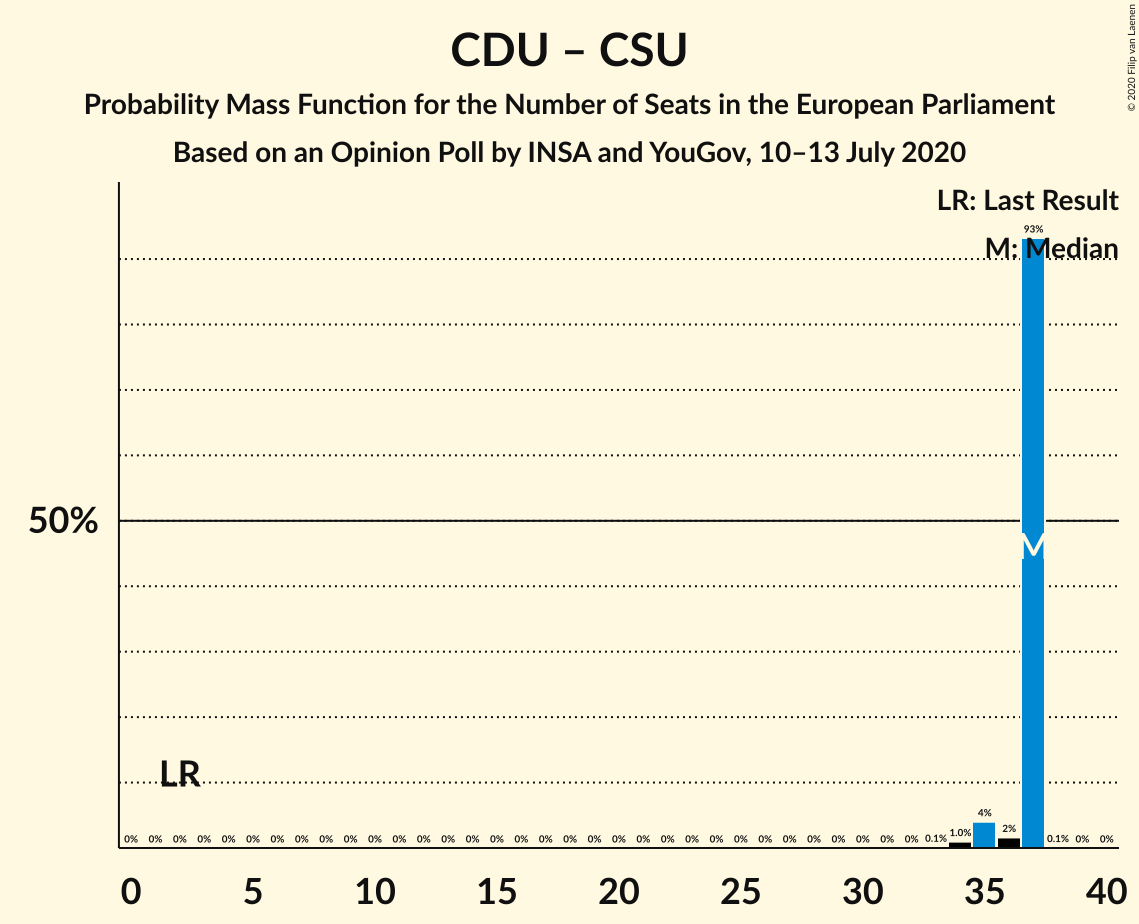 CDU – CSU
Probability Mass Function for the Number of Seats in the European Parliament
Based on an Opinion Poll by INSA and YouGov, 10–13 July 2020
© 2020 Filip van Laenen
LR: Last Result
M: Median
93%
50%
M
LR
0% 0% 0% 0% 0% 0% 0% 0% 0% 0% 0% 0% 0% 0% 0% 0% 0% 0% 0% 0% 0% 0% 0% 0% 0% 0% 0% 0% 0% 0% 0% 0% 0% 0.1% 1.0% 4% 2% 0.1% 0% 0%
0 5 10 15 20 25 30 35 40